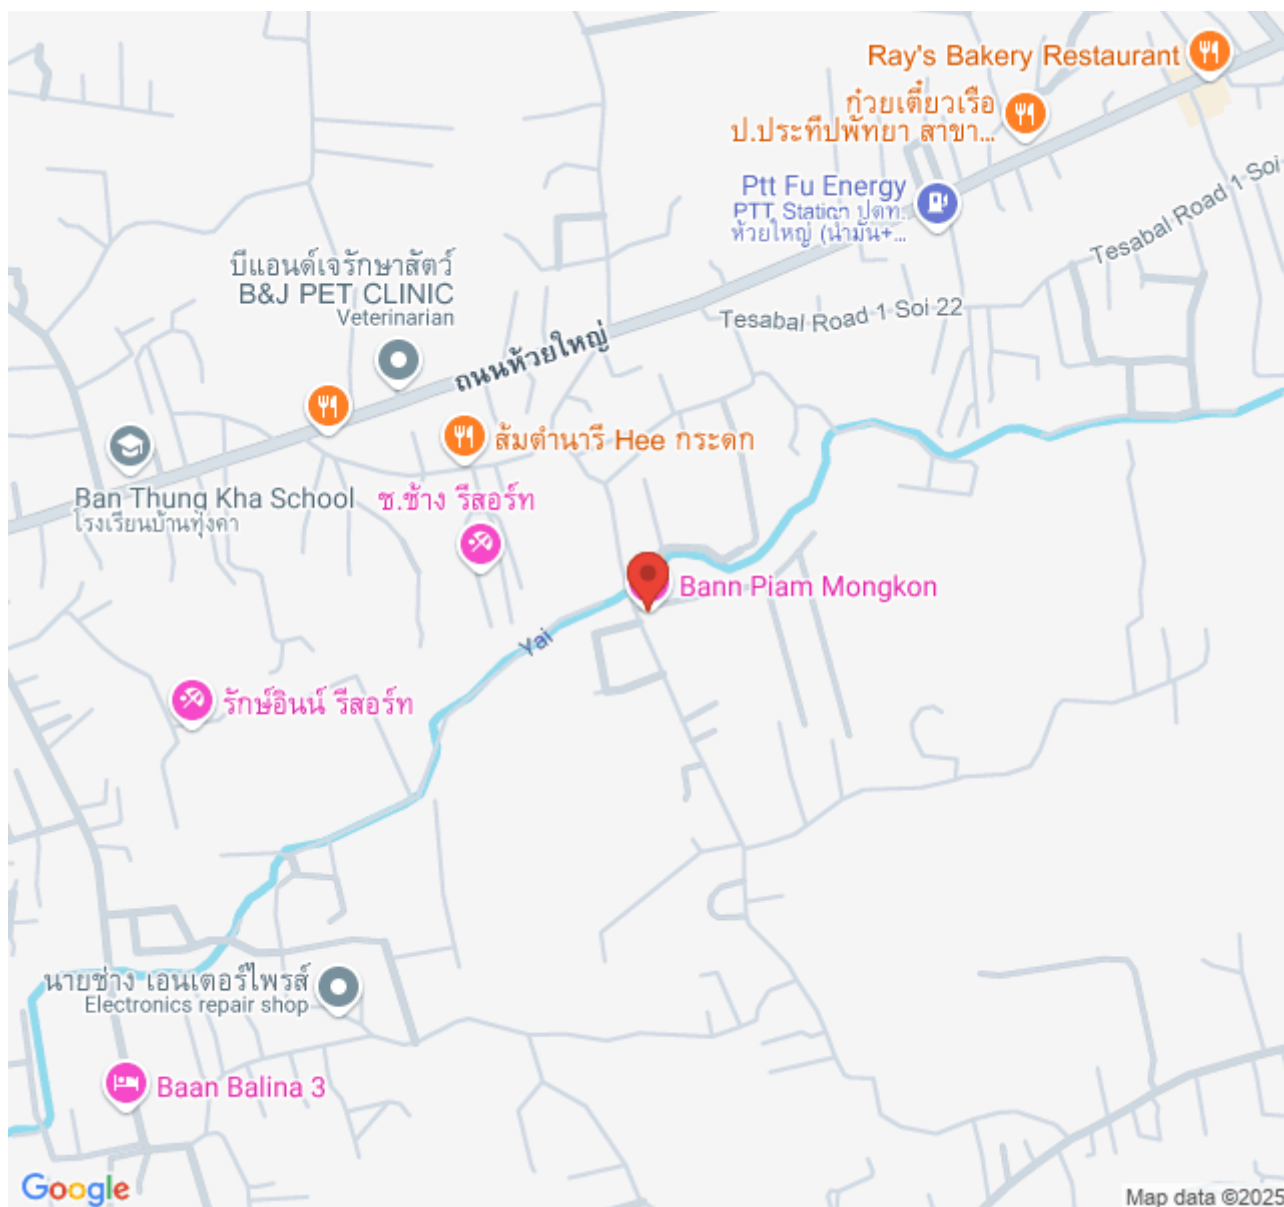 Ray's Bakery Restaurant
ก๋วยเตี๋ยวเรือ
ป.ประทีปพัทยา สาขา...
Ptt Fu Energy
PTT Station ปตท.
ห้วยใหญ่ (น้ำมัน+...
Tesabal Road 1 Soi
บีแอนด์เจรักษาสัตว์
B&J PET CLINIC
Veterinarian
Tesabal Road 1 Soi 22
ถนนห้วยใหญ่
ส้มตำนารี Hee กระดก
Ban Thung Kha School
โรงเรียนบ้านทุ่งคา
ช.ช้าง รีสอร์ท
Bann Piam Mongkon
Yai
รักษ์อินน์ รีสอร์ท
นายช่าง เอนเตอร์ไพรส์
Electronics repair shop
Baan Balina 3
Google
Map data ©2025